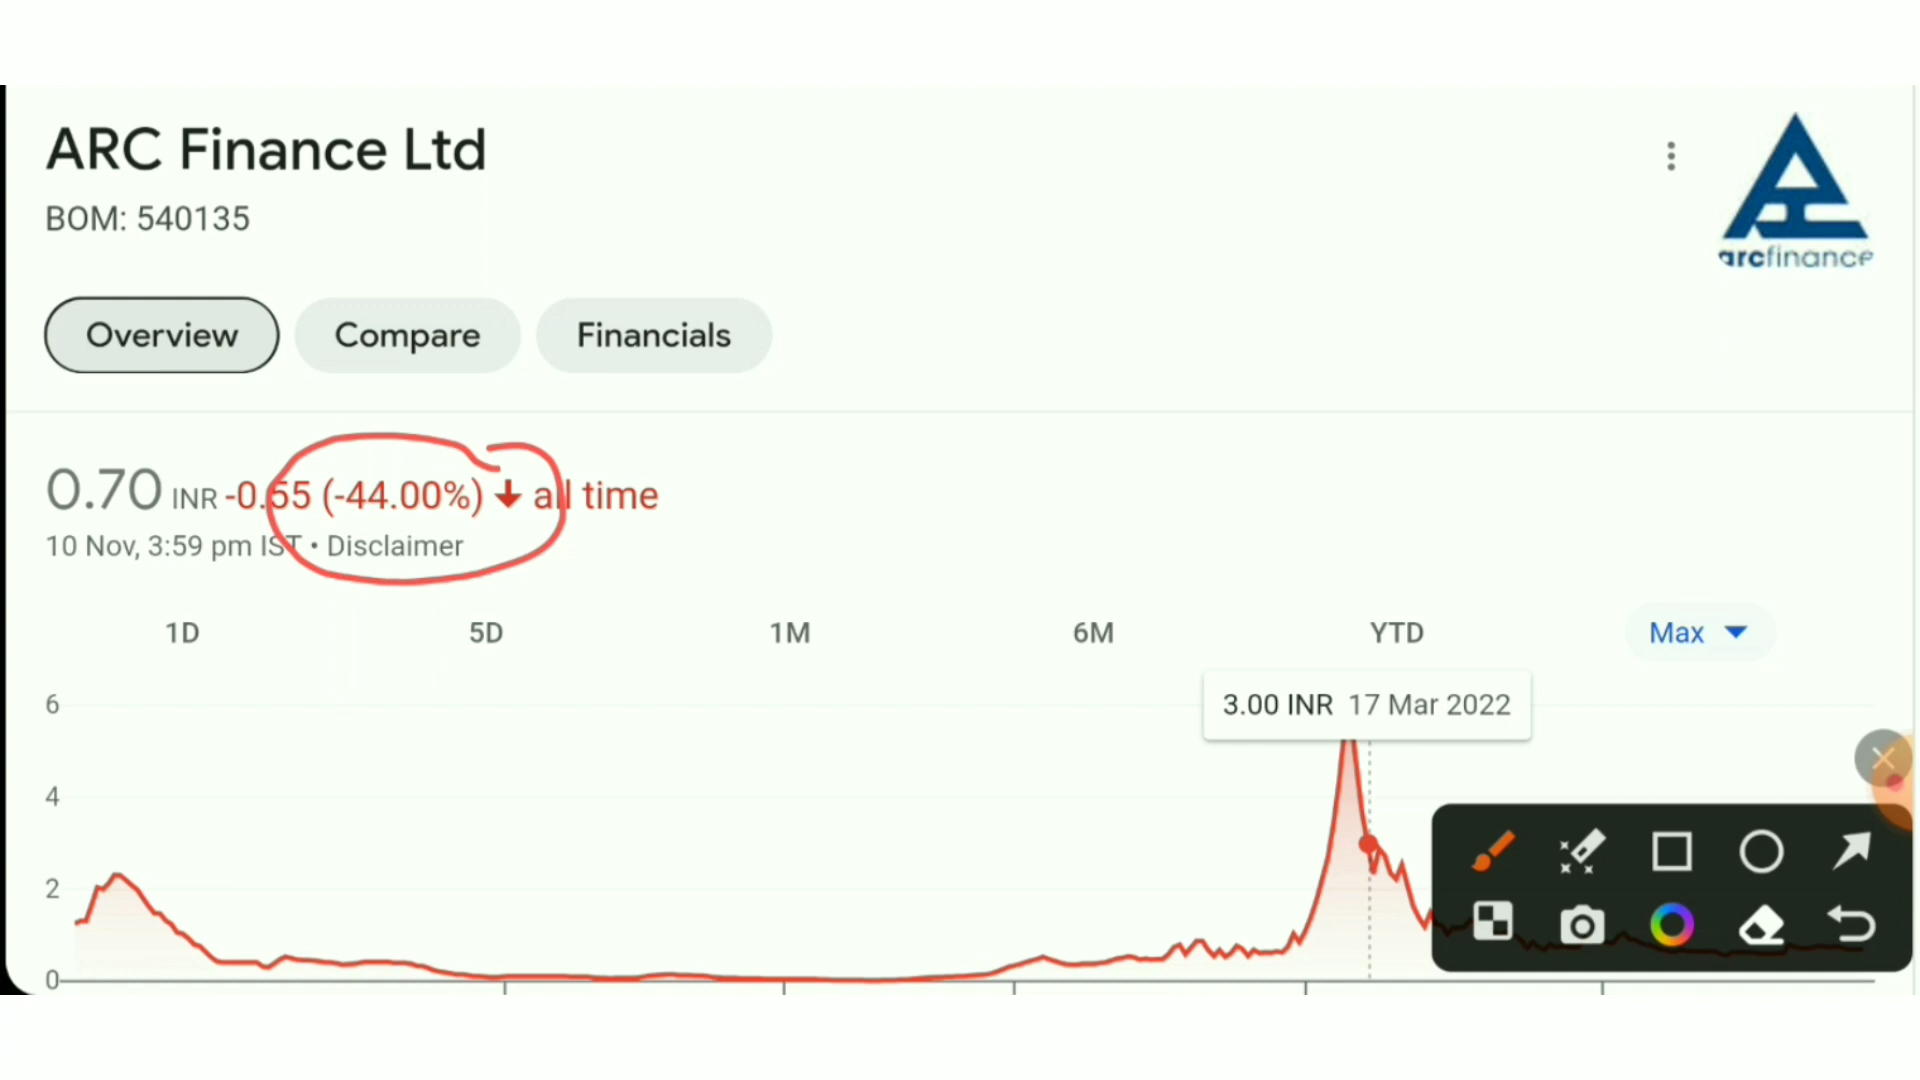 ARC Finance Ltd
BOM: 540135
arcfinance
Overview Compare Financials
0.70 INR -0.55 (-44.00%) all time
10 Nov, 3:59 pm IST • Disclaimer
1D 5D 1M 6M YTD Max
3.00 INR 17 Mar 2022
6
4
2
0